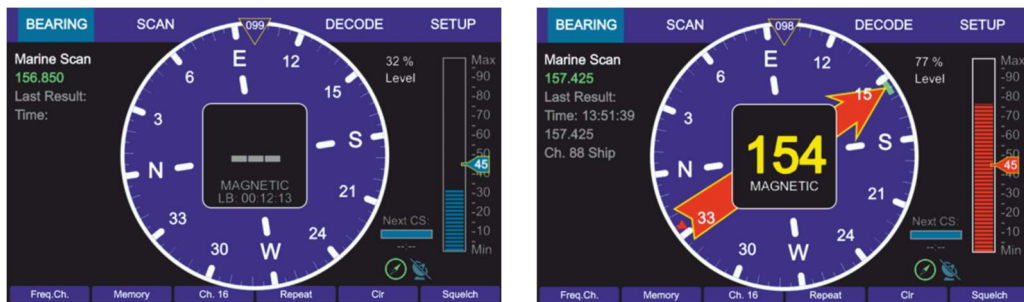 BEARING SCAN 099 DECODE SETUP
Marine Scan
156.850
Last Result:
Time:
32 %
Level
Max
-90
-80
-70
-60
-50
45
-30
-20
-10
Min
E
12
15
S
21
24
W
30
33
N
3
6
MAGNETIC
LB: 00:12:13
Next CS:
--:--
Freq.Ch. Memory Ch. 16 Repeat Clr Squelch
BEARING SCAN 098 DECODE SETUP
Marine Scan
157.425
Last Result:
Time: 13:51:39
157.425
Ch. 88 Ship
77 %
Level
Max
-90
-80
-70
-60
-50
45
-30
-20
-10
Min
E
12
15
S
21
24
W
30
33
N
3
6
154
MAGNETIC
Next CS:
--:--
Freq.Ch. Memory Ch. 16 Repeat Clr Squelch